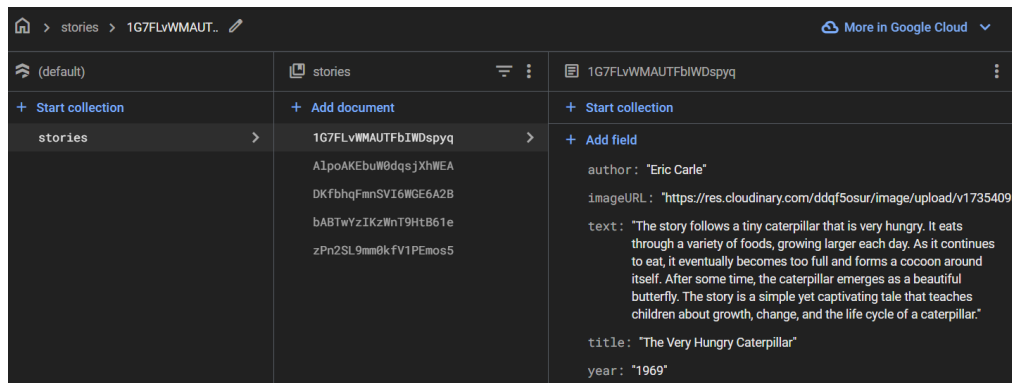 stories > 1G7FLvWMAUT..
More in Google Cloud
(default)
stories
1G7FLvWMAUTFbIWDspyq
+ Start collection
+ Add document
+ Start collection
stories
1G7FLvWMAUTFbIWDspyq
AlpoAKEbuW0dqsjXhWEA
DKfbhqFmnSVI6WGE6A2B
bABTwYzIKzWnT9HtB61e
zPn2SL9mm0kfV1PEmos5
+ Add field
author: "Eric Carle"
imageURL: "https://res.cloudinary.com/ddqf5osur/image/upload/v1735409
text: "The story follows a tiny caterpillar that is very hungry. It eats
through a variety of foods, growing larger each day. As it continues
to eat, it eventually becomes too full and forms a cocoon around
itself. After some time, the caterpillar emerges as a beautiful
butterfly. The story is a simple yet captivating tale that teaches
children about growth, change, and the life cycle of a caterpillar."
title: "The Very Hungry Caterpillar"
year: "1969"